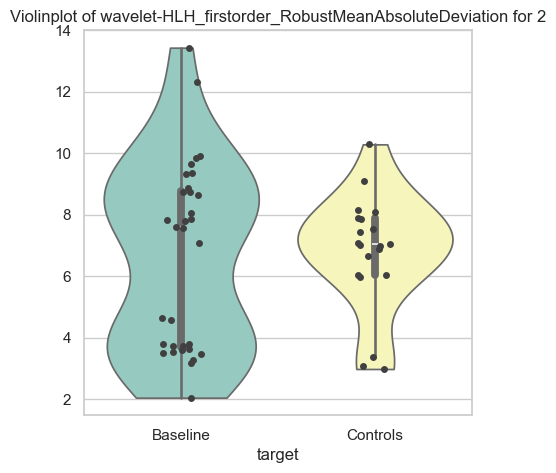 Violinplot of wavelet-HLH_firstorder_RobustMeanAbsoluteDeviation for 2
14
12
10
8
6
4
2
Baseline
Controls
target